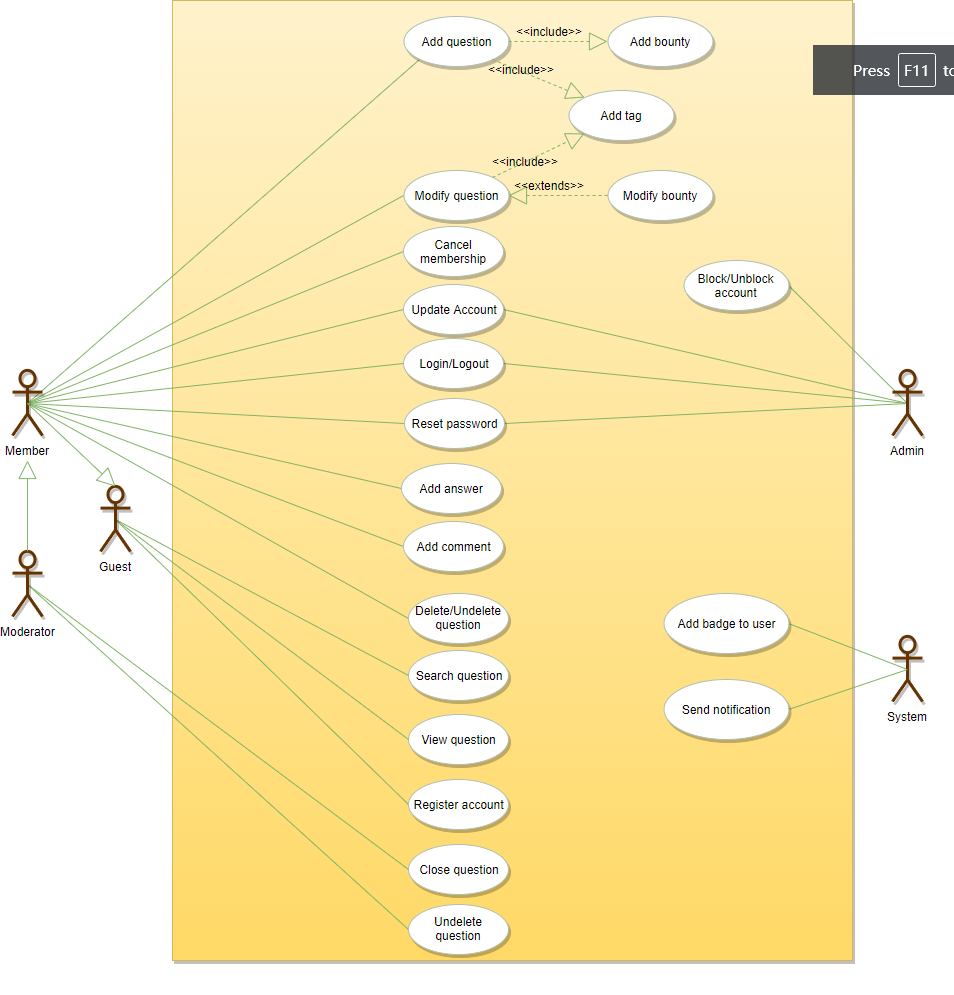 Add question
<<include>>
Add bounty
<<include>>
Press F11 to
Add tag
<<include>>
<<extends>>
Modify question
Modify bounty
Cancel
membership
Block/Unblock
account
Update Account
Login/Logout
Reset password
Member
Admin
Add answer
Add comment
Guest
Delete/Undelete
question
Moderator
Add badge to user
Search question
Send notification
System
View question
Register account
Close question
Undelete
question